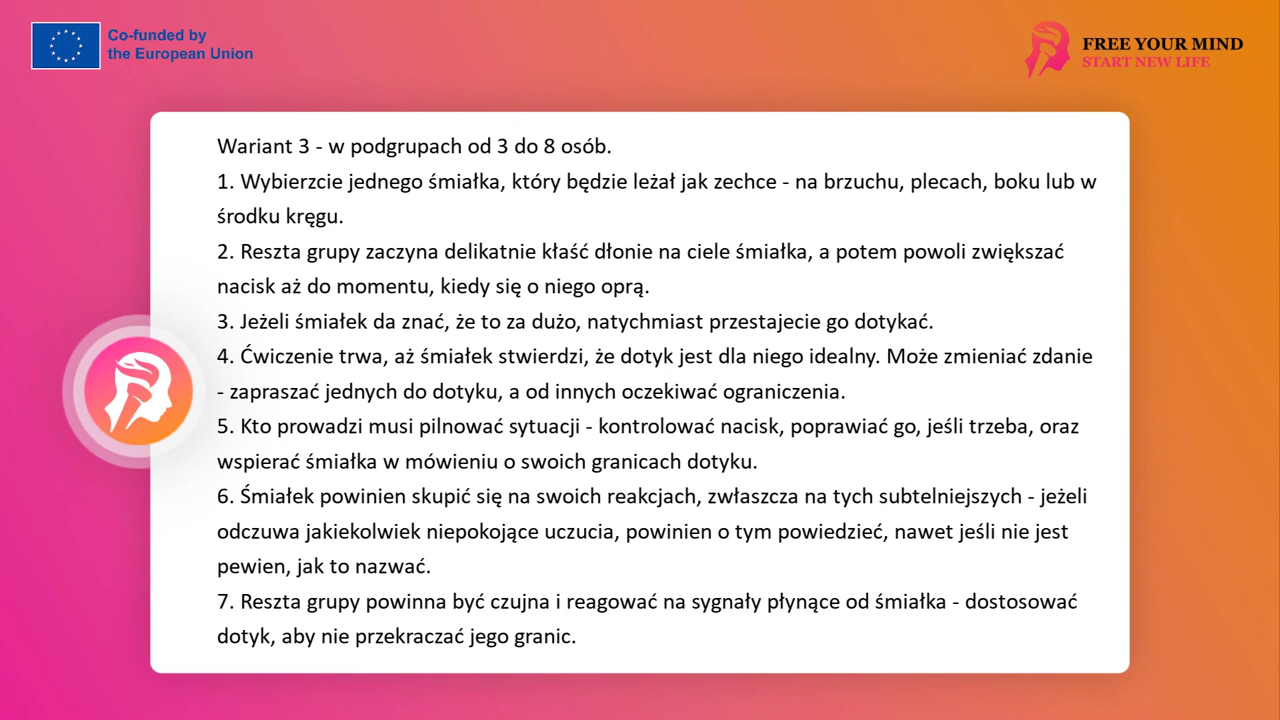 Co-funded by
the European Union
FREE YOUR MIND
START NEW LIFE
Wariant 3 - w podgrupach od 3 do 8 osób.
1. Wybierzcie jednego śmiałka, który będzie leżał jak zechce - na brzuchu, plecach, boku lub w
środku kręgu.
2. Reszta grupy zaczyna delikatnie kłaść dłonie na ciele śmiałka, a potem powoli zwiększać
nacisk aż do momentu, kiedy się o niego oprą.
3. Jeżeli śmiałek da znać, że to za dużo, natychmiast przestajecie go dotykać.
4. Ćwiczenie trwa, aż śmiałek stwierdzi, że dotyk jest dla niego idealny. Może zmieniać zdanie
- zapraszać jednych do dotyku, a od innych oczekiwać ograniczenia.
5. Kto prowadzi musi pilnować sytuacji - kontrolować nacisk, poprawiać go, jeśli trzeba, oraz
wspierać śmiałka w mówieniu o swoich granicach dotyku.
6. Śmiałek powinien skupić się na swoich reakcjach, zwłaszcza na tych subtelniejszych - jeżeli
odczuwa jakiekolwiek niepokojące uczucia, powinien o tym powiedzieć, nawet jeśli nie jest
pewien, jak to nazwać.
7. Reszta grupy powinna być czujna i reagować na sygnały płynące od śmiałka - dostosować
dotyk, aby nie przekraczać jego granic.